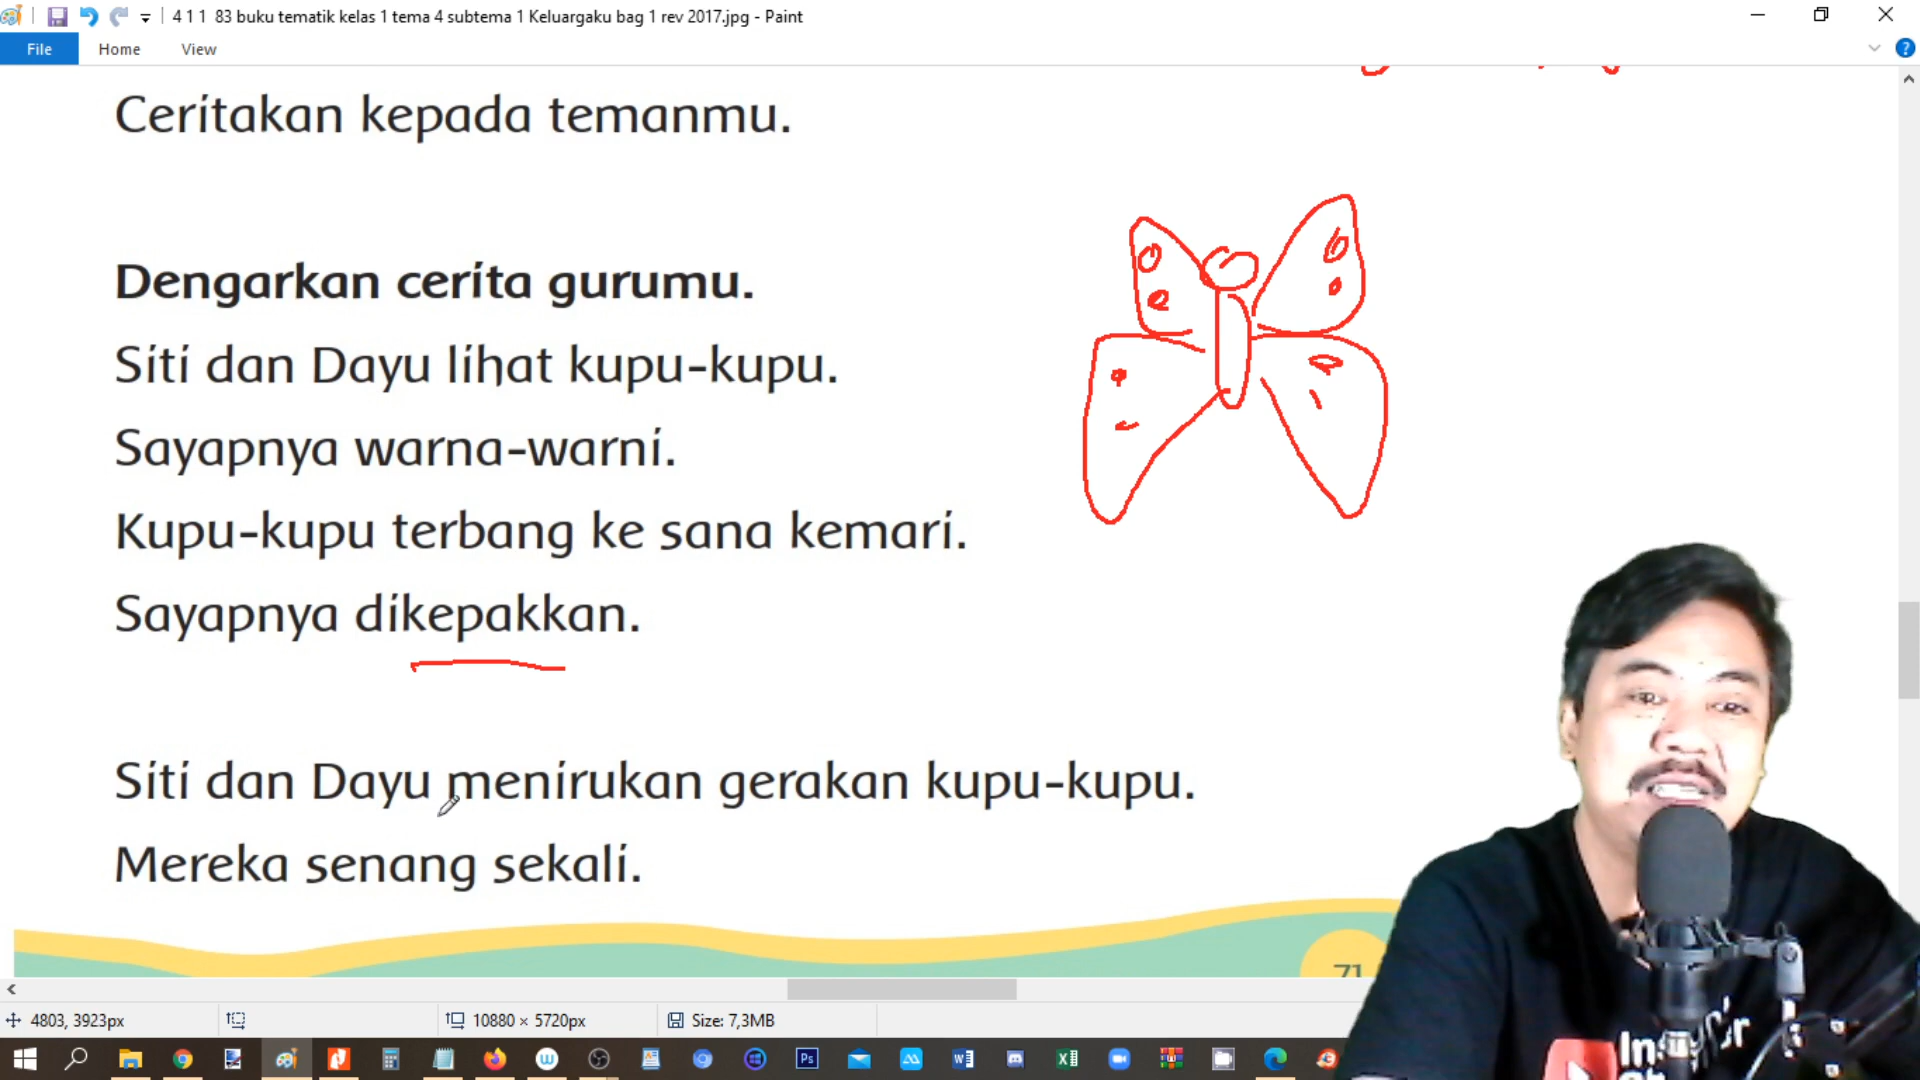 4 1 1 83 buku tematik kelas 1 tema 4 subtema 1 Keluargaku bag 1 rev 2017.jpg - Paint
File Home View
Ceritakan kepada temanmu.
Dengarkan cerita gurumu.
Siti dan Dayu lihat kupu-kupu.
Sayapnya warna-warni.
Kupu-kupu terbang ke sana kemari.
Sayapnya dikepakkan.
Siti dan Dayu menirukan gerakan kupu-kupu.
Mereka senang sekali.
71
4803, 3923px 10880 × 5720px Size: 7,3MB
Ps